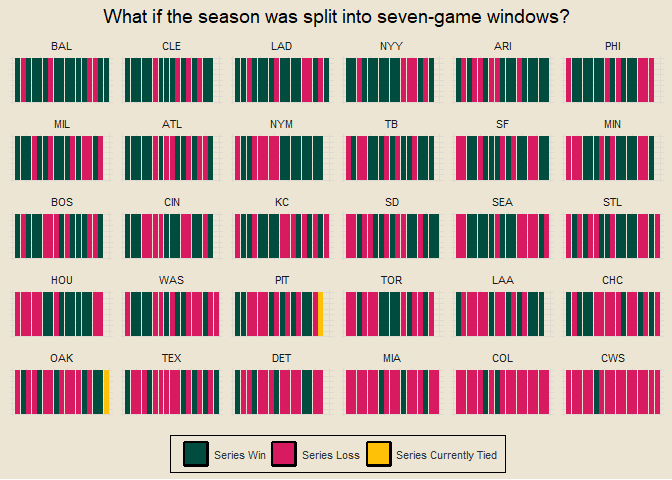 What if the season was split into seven-game windows?
BAL CLE LAD NYY ARI PHI
MIL ATL NYM TB SF MIN
BOS CIN KC SD SEA STL
HOU WAS PIT TOR LAA CHC
OAK TEX DET MIA COL CWS
Series Win Series Loss Series Currently Tied